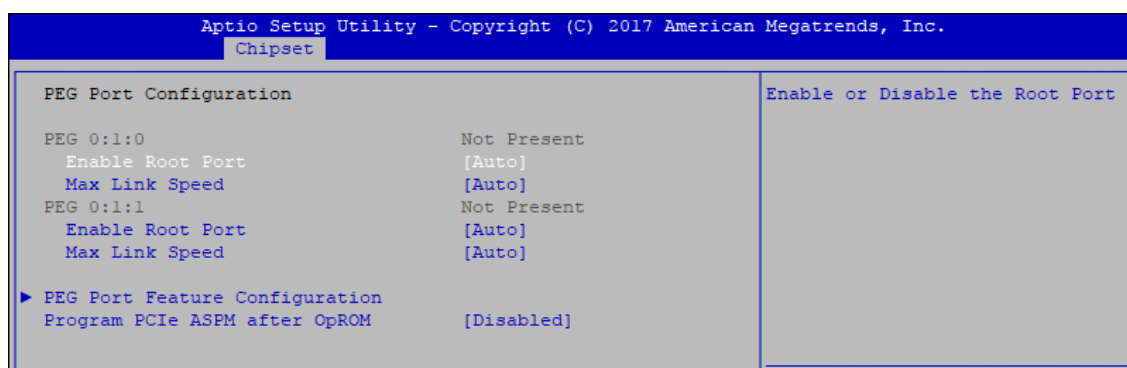 Aptio Setup Utility - Copyright (C) 2017 American Megatrends, Inc.
Chipset
PEG Port Configuration
Enable or Disable the Root Port
PEG 0:1:0 Not Present
Enable Root Port [Auto]
Max Link Speed [Auto]
PEG 0:1:1 Not Present
Enable Root Port [Auto]
Max Link Speed [Auto]
► PEG Port Feature Configuration
Program PCIe ASPM after OpROM [Disabled]